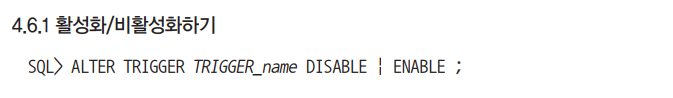 4.6.1 활성화/비활성화하기
SQL> ALTER TRIGGER TRIGGER_name DISABLE | ENABLE ;